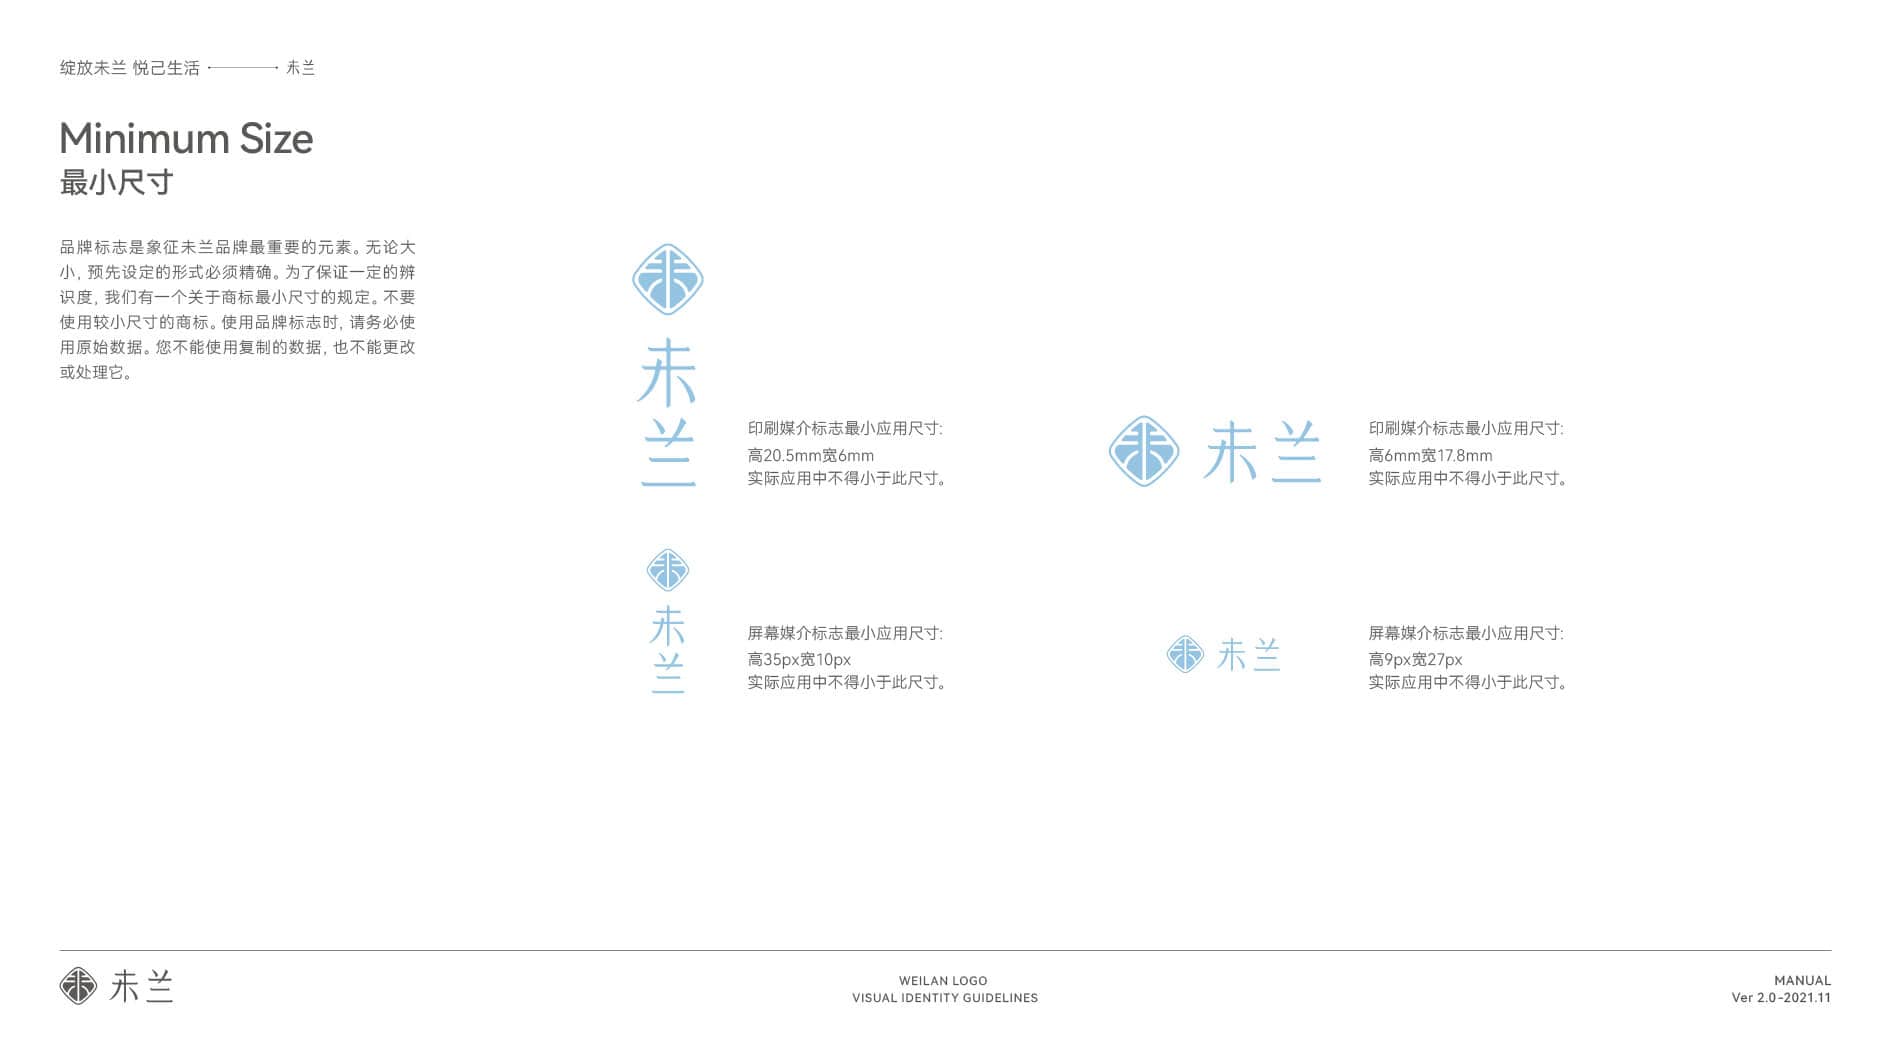 绽放未兰 悦己生活
未兰
Minimum Size
最小尺寸
品牌标志是象征未兰品牌最重要的元素。无论大
小, 预先设定的形式必须精确。为了保证一定的辨
识度, 我们有一个关于商标最小尺寸的规定。不要
使用较小尺寸的商标。使用品牌标志时, 请务必使
用原始数据。您不能使用复制的数据, 也不能更改
或处理它。
未
兰
印刷媒介标志最小应用尺寸:
高20.5mm宽6mm
实际应用中不得小于此尺寸。
未兰
印刷媒介标志最小应用尺寸:
高6mm宽17.8mm
实际应用中不得小于此尺寸。
未
兰
屏幕媒介标志最小应用尺寸:
高35px宽10px
实际应用中不得小于此尺寸。
未兰
屏幕媒介标志最小应用尺寸:
高9px宽27px
实际应用中不得小于此尺寸。
未兰
WEILAN LOGO
VISUAL IDENTITY GUIDELINES
MANUAL
Ver 2.0-2021.11